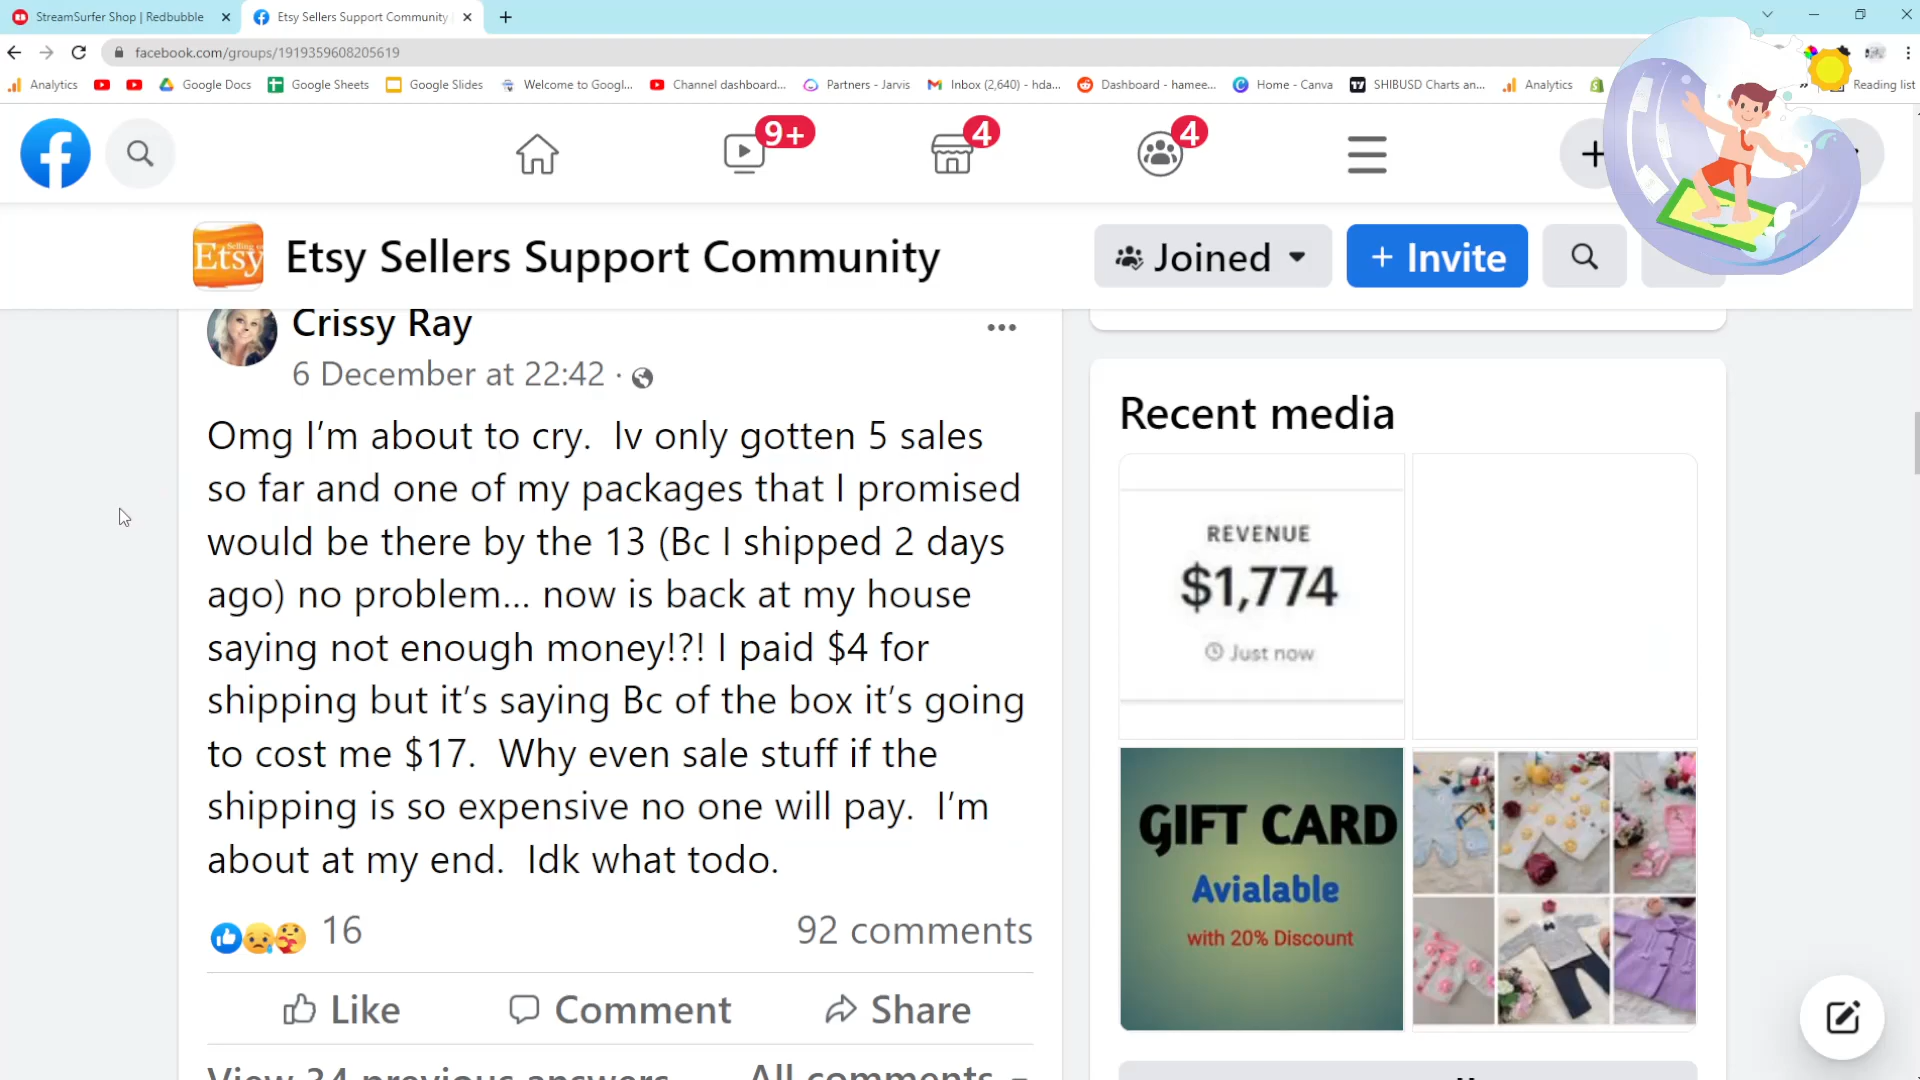 StreamSurfer Shop | Redbubble
Etsy Sellers Support Community
facebook.com/groups/1919359608205619
Analytics
Google Docs
Google Sheets
Google Slides
Welcome to Googl...
Channel dashboard...
Partners - Jarvis
Inbox (2,640) - hda...
Dashboard - hamee...
Home - Canva
SHIBUSD Charts an...
Analytics
Reading list
9+
4
4
Selling on
Etsy
Etsy Sellers Support Community
Joined
+ Invite
Crissy Ray
6 December at 22:42 ·
Omg I’m about to cry.  Iv only gotten 5 sales
so far and one of my packages that I promised
would be there by the 13 (Bc I shipped 2 days
ago) no problem... now is back at my house
saying not enough money!?! I paid $4 for
shipping but it’s saying Bc of the box it’s going
to cost me $17.  Why even sale stuff if the
shipping is so expensive no one will pay.  I’m
about at my end.  Idk what todo.
16
92 comments
Like
Comment
Share
View 34 previous answers
All comments
Recent media
REVENUE
$1,774
Just now
GIFT CARD
Avialable
with 20% Discount